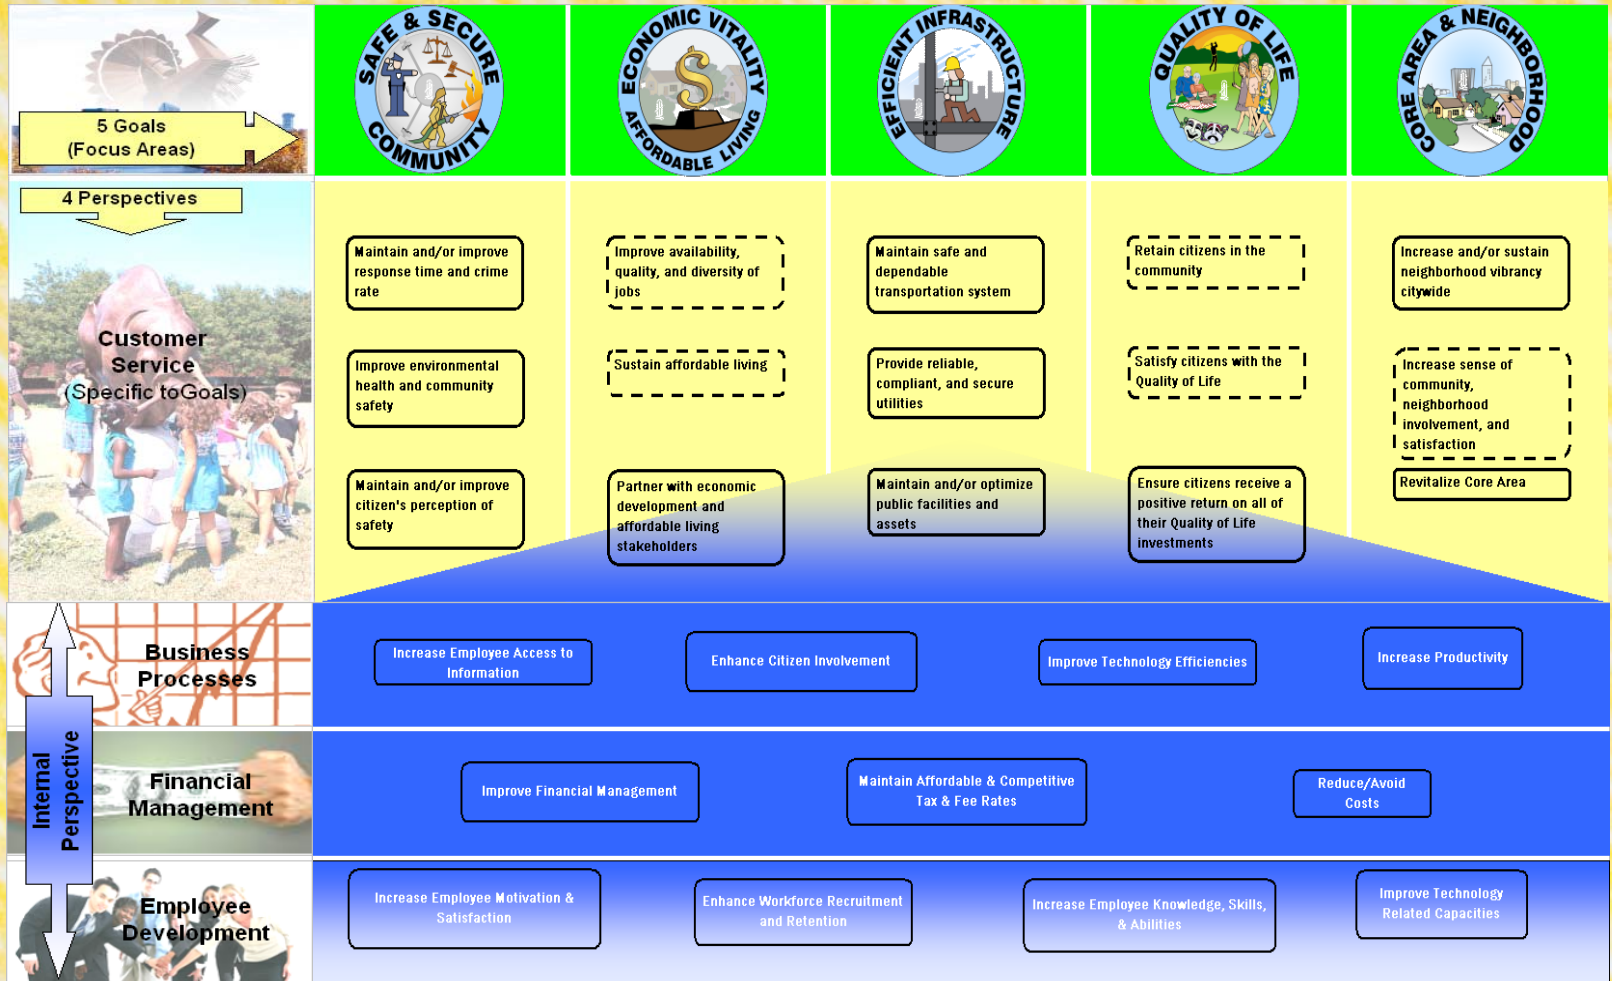 5 Goals
(Focus Areas)
SAFE & SECURE
COMMUNITY
ECONOMIC VITALITY
AFFORDABLE LIVING
EFFICIENT INFRASTRUCTURE
QUALITY OF LIFE
CORE AREA & NEIGHBORHOOD
4 Perspectives
Customer
Service
(Specific toGoals)
Maintain and/or improve
response time and crime
rate
Improve environmental
health and community
safety
Maintain and/or improve
citizen's perception of
safety
Improve availability,
quality, and diversity of
jobs
Sustain affordable living
Partner with economic
development and
affordable living
stakeholders
Maintain safe and
dependable
transportation system
Provide reliable,
compliant, and secure
utilities
Maintain and/or optimize
public facilities and
assets
Retain citizens in the
community
Satisfy citizens with the
Quality of Life
Ensure citizens receive a
positive return on all of
their Quality of Life
investments
Increase and/or sustain
neighborhood vibrancy
citywide
Increase sense of
community,
neighborhood
involvement, and
satisfaction
Revitalize Core Area
Internal
Perspective
Business
Processes
Increase Employee Access to
Information
Enhance Citizen Involvement
Improve Technology Efficiencies
Increase Productivity
Financial
Management
Improve Financial Management
Maintain Affordable & Competitive
Tax & Fee Rates
Reduce/Avoid
Costs
Employee
Development
Increase Employee Motivation &
Satisfaction
Enhance Workforce Recruitment
and Retention
Increase Employee Knowledge, Skills,
& Abilities
Improve Technology
Related Capacities